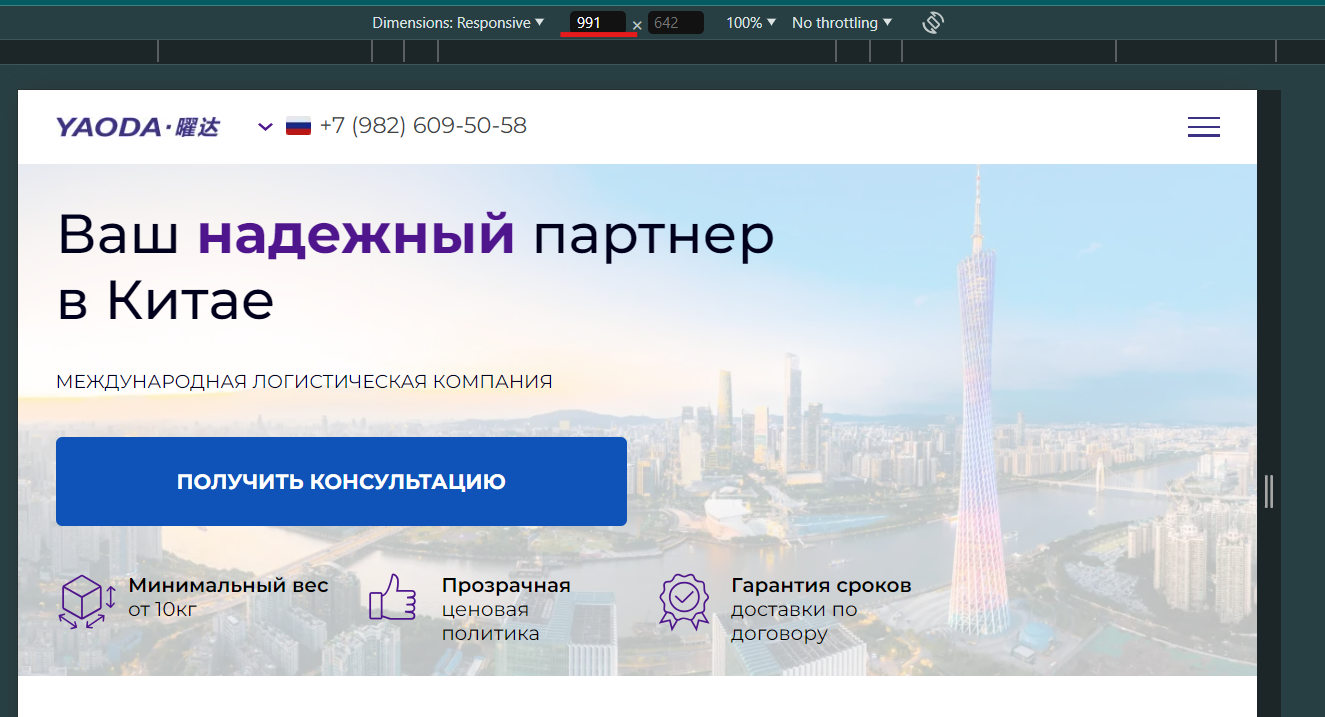 Dimensions: Responsive 991 × 642 100% No throttling
YAODA·曜达 +7 (982) 609-50-58
Ваш надежный партнер
в Китае
МЕЖДУНАРОДНАЯ ЛОГИСТИЧЕСКАЯ КОМПАНИЯ
ПОЛУЧИТЬ КОНСУЛЬТАЦИЮ
Минимальный вес
от 10кг
Прозрачная
ценовая
политика
Гарантия сроков
доставки по
договору